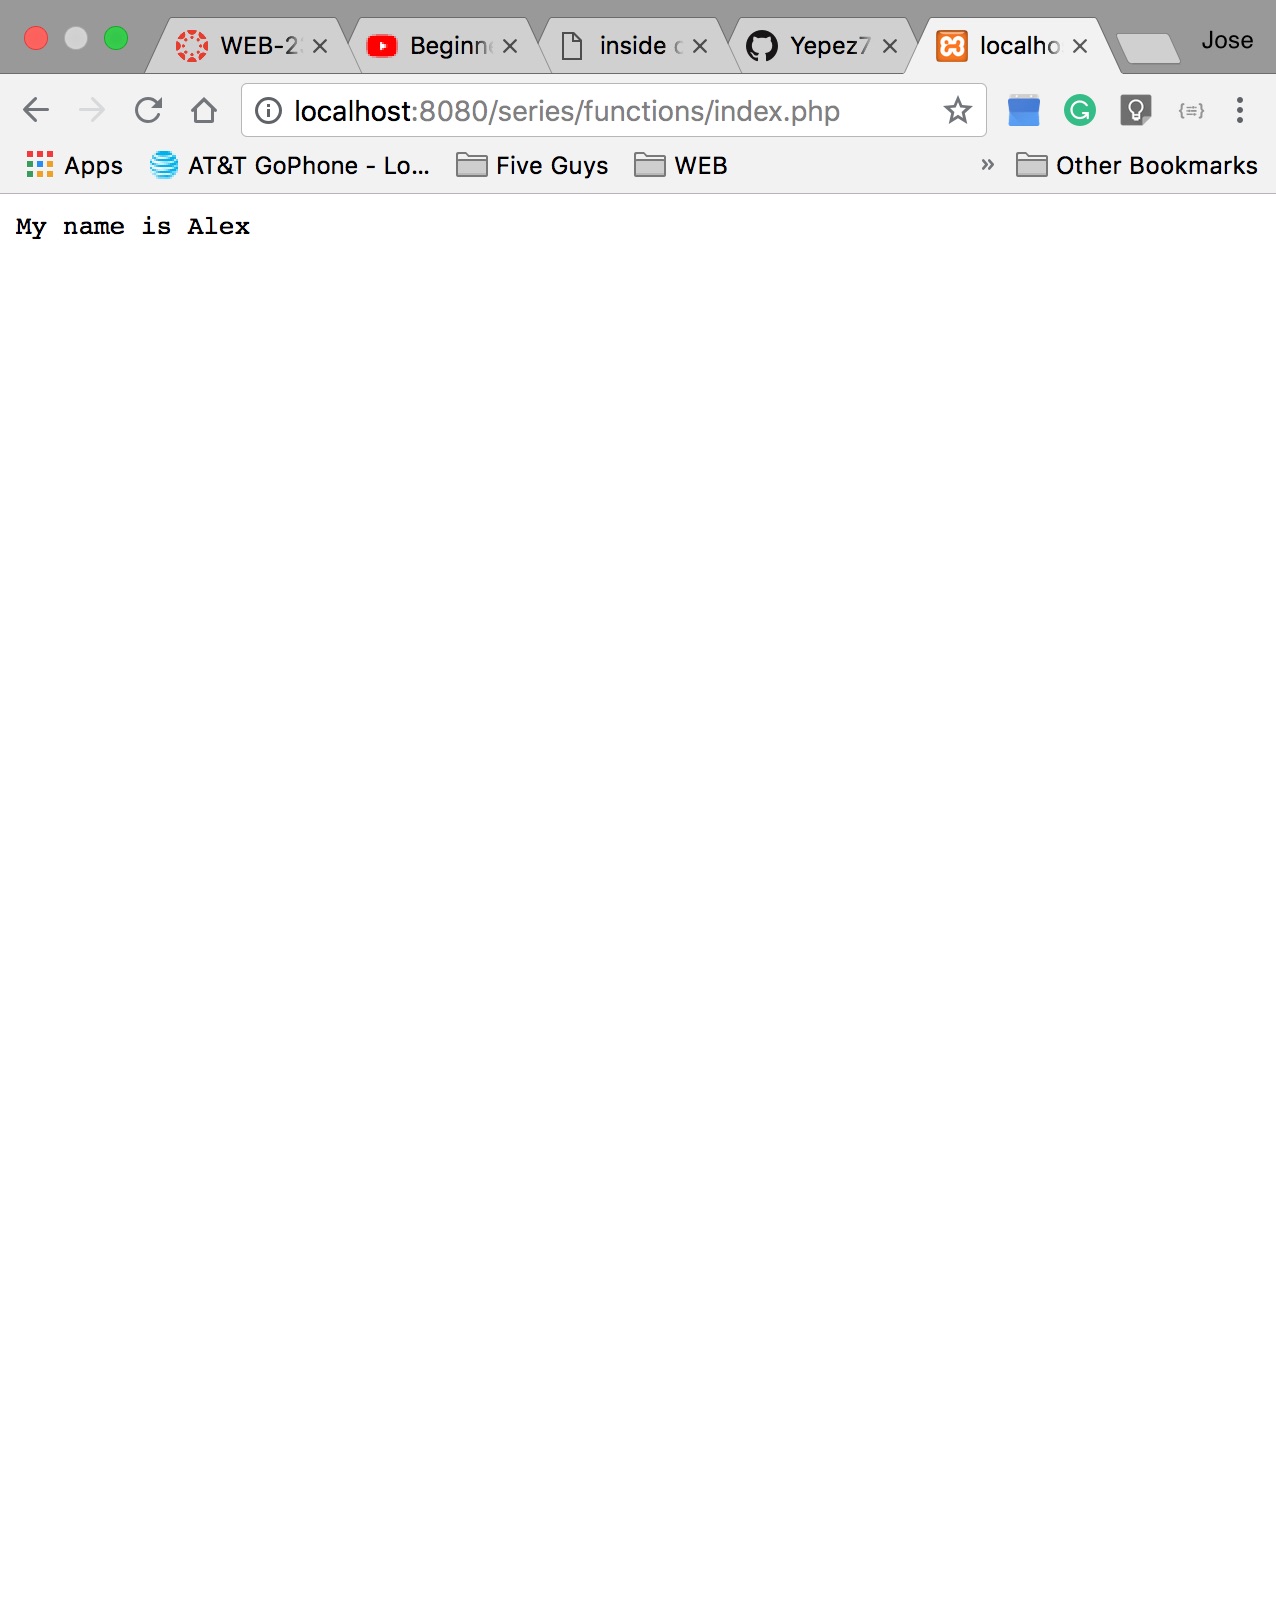 WEB-2
Beginne
inside
Yepez7
localho
Jose
localhost:8080/series/functions/index.php
Apps
AT&T GoPhone - Lo...
Five Guys
WEB
»
Other Bookmarks
My name is Alex